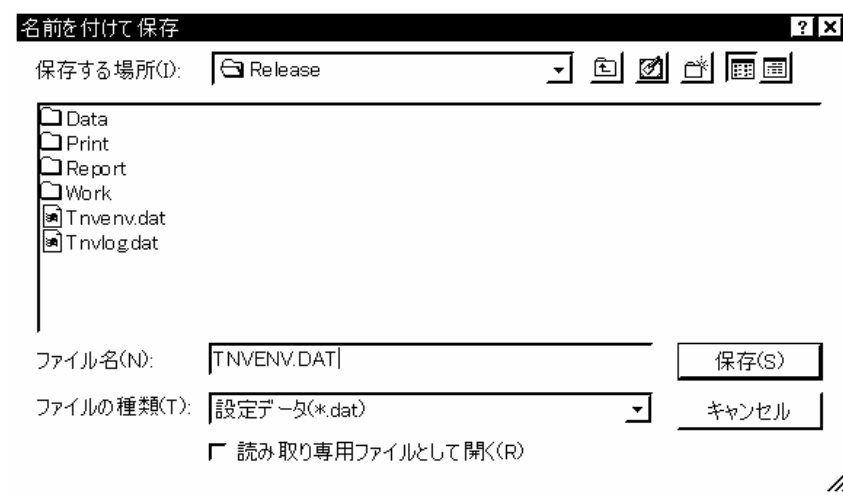 名前を付けて保存
保存する場所(I): Release
Data
Print
Report
Work
Tnvenv.dat
Tnvlog.dat
ファイル名(N): TNVENV.DAT 保存(S)
ファイルの種類(T): 設定データ(*.dat) キャンセル
読み取り専用ファイルとして開く(R)